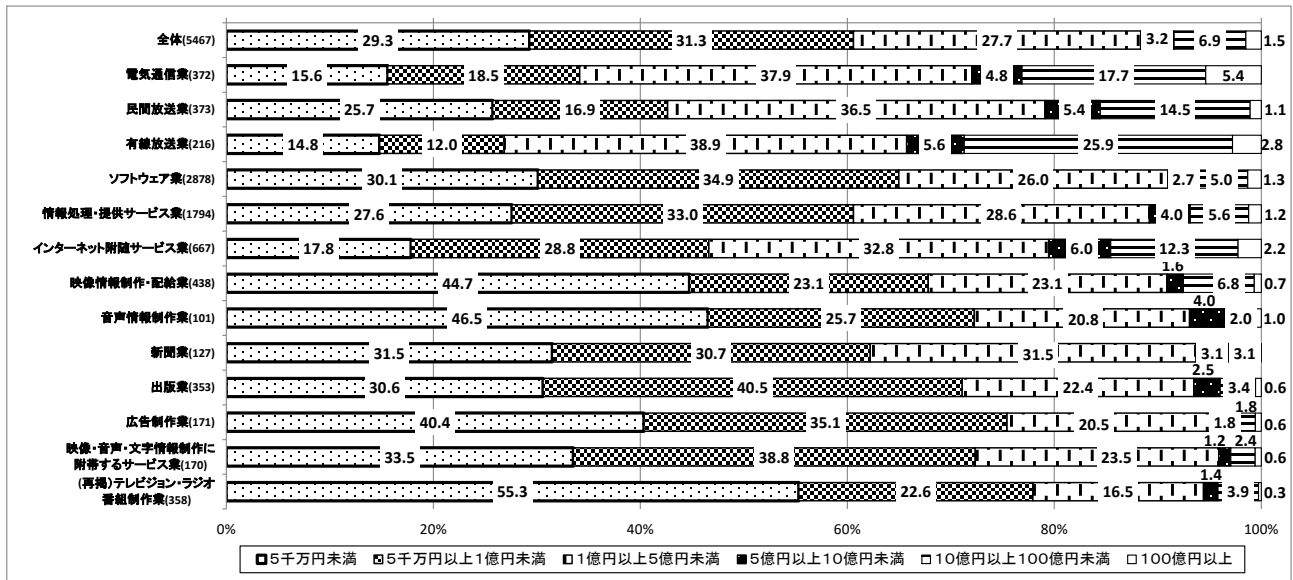 全体(5467) 29.3 31.3 27.7 3.2 6.9 1.5
電気通信業(372) 15.6 18.5 37.9 4.8 17.7 5.4
民間放送業(373) 25.7 16.9 36.5 5.4 14.5 1.1
有線放送業(216) 14.8 12.0 38.9 5.6 25.9 2.8
ソフトウェア業(2878) 30.1 34.9 26.0 2.7 5.0 1.3
情報処理・提供サービス業(1794) 27.6 33.0 28.6 4.0 5.6 1.2
インターネット附随サービス業(667) 17.8 28.8 32.8 6.0 12.3 2.2
映像情報制作・配給業(438) 44.7 23.1 23.1 1.6 6.8 0.7
音声情報制作業(101) 46.5 25.7 20.8 4.0 2.0 1.0
新聞業(127) 31.5 30.7 31.5 3.1 3.1
出版業(353) 30.6 40.5 22.4 2.5 3.4 0.6
広告制作業(171) 40.4 35.1 20.5 1.8 1.8 0.6
映像・音声・文字情報制作に
附帯するサービス業(170) 33.5 38.8 23.5 1.2 2.4 0.6
(再掲)テレビジョン・ラジオ
番組制作業(358) 55.3 22.6 16.5 1.4 3.9 0.3
0% 20% 40% 60% 80% 100%
5千万円未満 5千万円以上1億円未満 1億円以上5億円未満 5億円以上10億円未満 10億円以上100億円未満 100億円以上